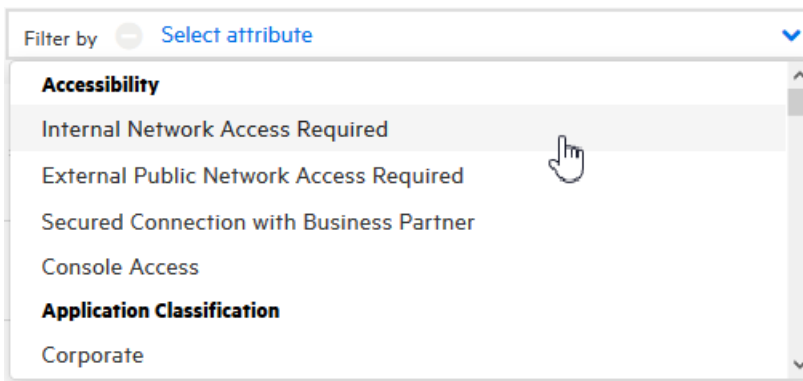 Filter by Select attribute
Accessibility
Internal Network Access Required
External Public Network Access Required
Secured Connection with Business Partner
Console Access
Application Classification
Corporate